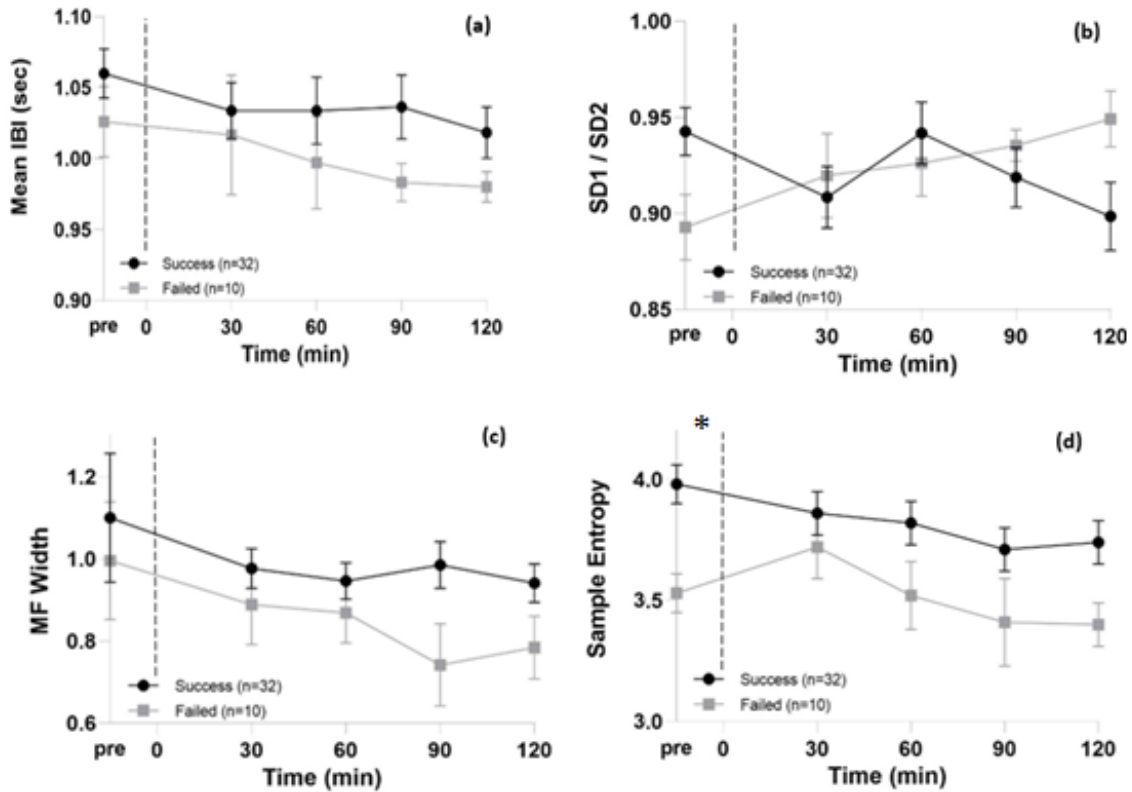 (a)
Mean IBI (sec)
1.10
1.05
1.00
0.95
0.90
Success (n=32)
Failed (n=10)
pre 0 30 60 90 120
Time (min)
(b)
SD1 / SD2
1.00
0.95
0.90
0.85
Success (n=32)
Failed (n=10)
pre 0 30 60 90 120
Time (min)
(c)
MF Width
1.2
1.0
0.8
0.6
Success (n=32)
Failed (n=10)
pre 0 30 60 90 120
Time (min)
*
(d)
Sample Entropy
4.0
3.5
3.0
Success (n=32)
Failed (n=10)
pre 0 30 60 90 120
Time (min)